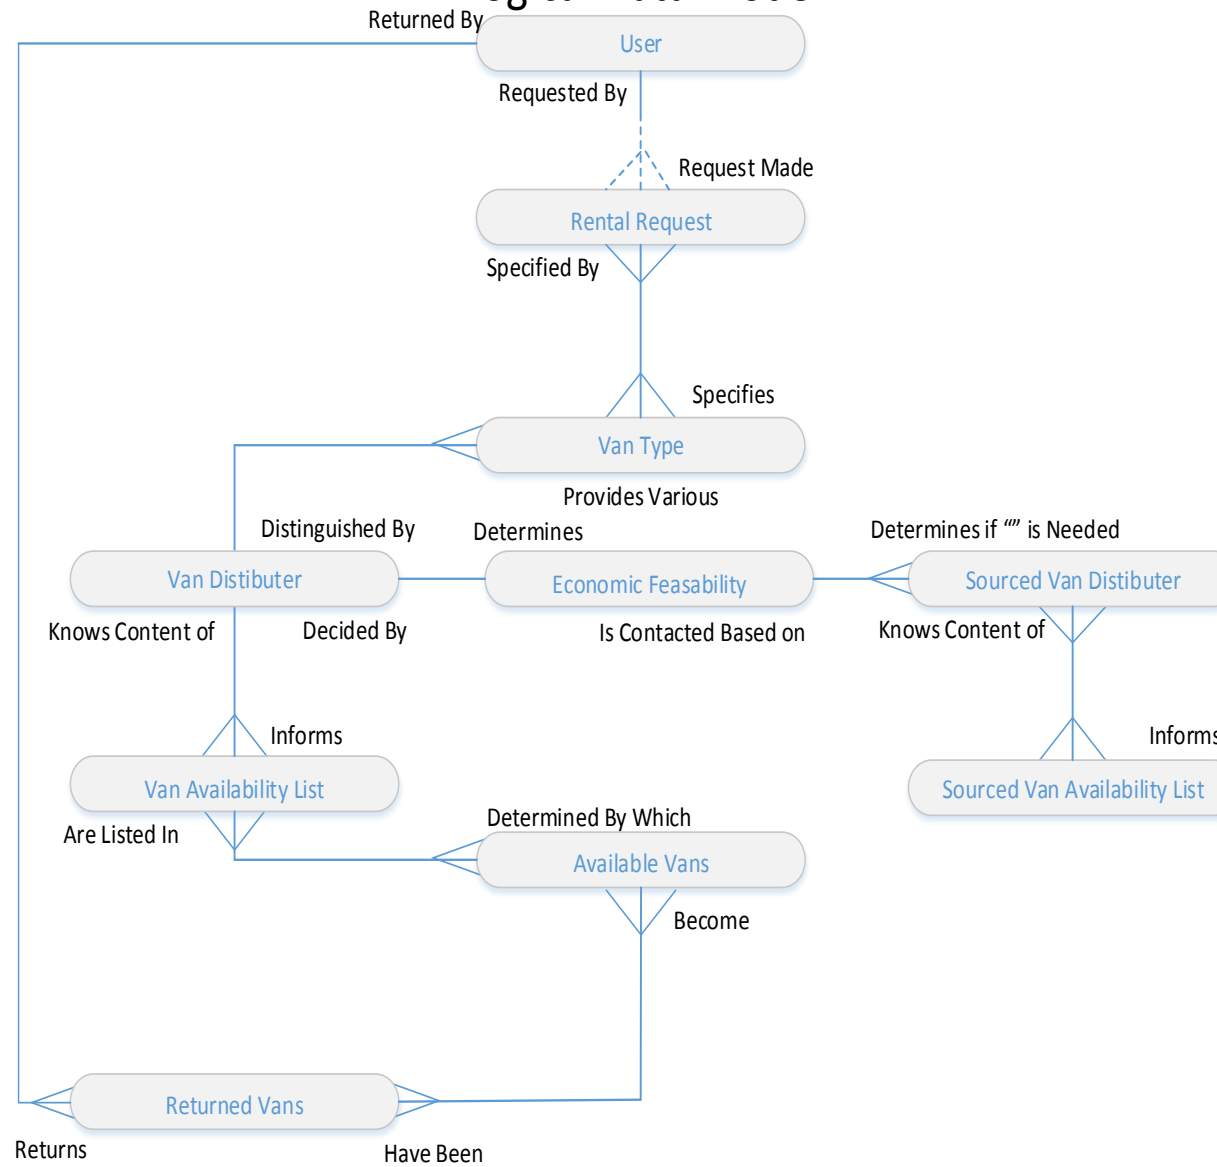 Returned By
User
Requested By
Request Made
Rental Request
Specified By
Specifies
Van Type
Provides Various
Distinguished By
Determines
Determines if “” is Needed
Van Distibuter
Economic Feasability
Sourced Van Distibuter
Knows Content of
Decided By
Is Contacted Based on
Knows Content of
Informs
Informs
Van Availability List
Sourced Van Availability List
Are Listed In
Determined By Which
Available Vans
Become
Returned Vans
Returns
Have Been